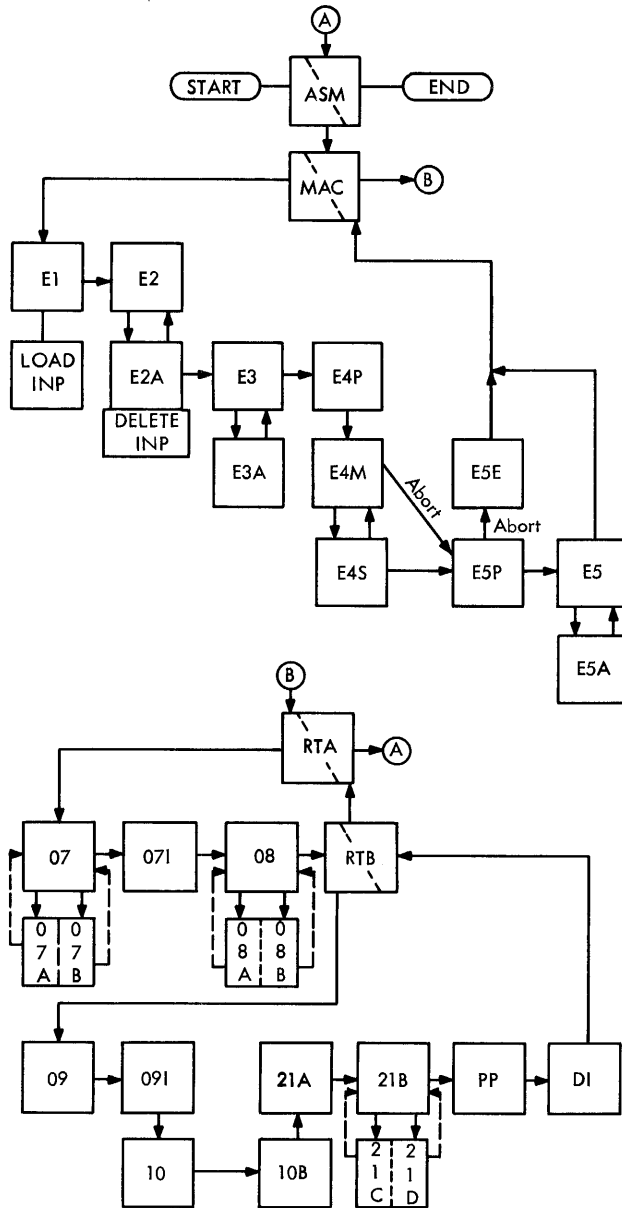 A
START
ASM
END
MAC
B
E1
E2
LOAD
INP
E2A
E3
E4P
DELETE
INP
E3A
E4M
Abort
E5E
Abort
E4S
E5P
E5
E5A
B
RTA
A
07
071
08
RTB
0
7
A
0
7
B
0
8
A
0
8
B
09
091
21A
21B
PP
DI
10
10B
2
1
C
2
1
D